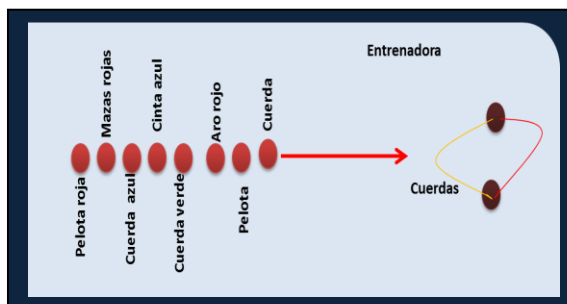 Entrenadora
Mazas rojas
Cinta azul
Aro rojo
Cuerda
Pelota roja
Cuerda azul
Cuerda verde
Pelota
Cuerdas